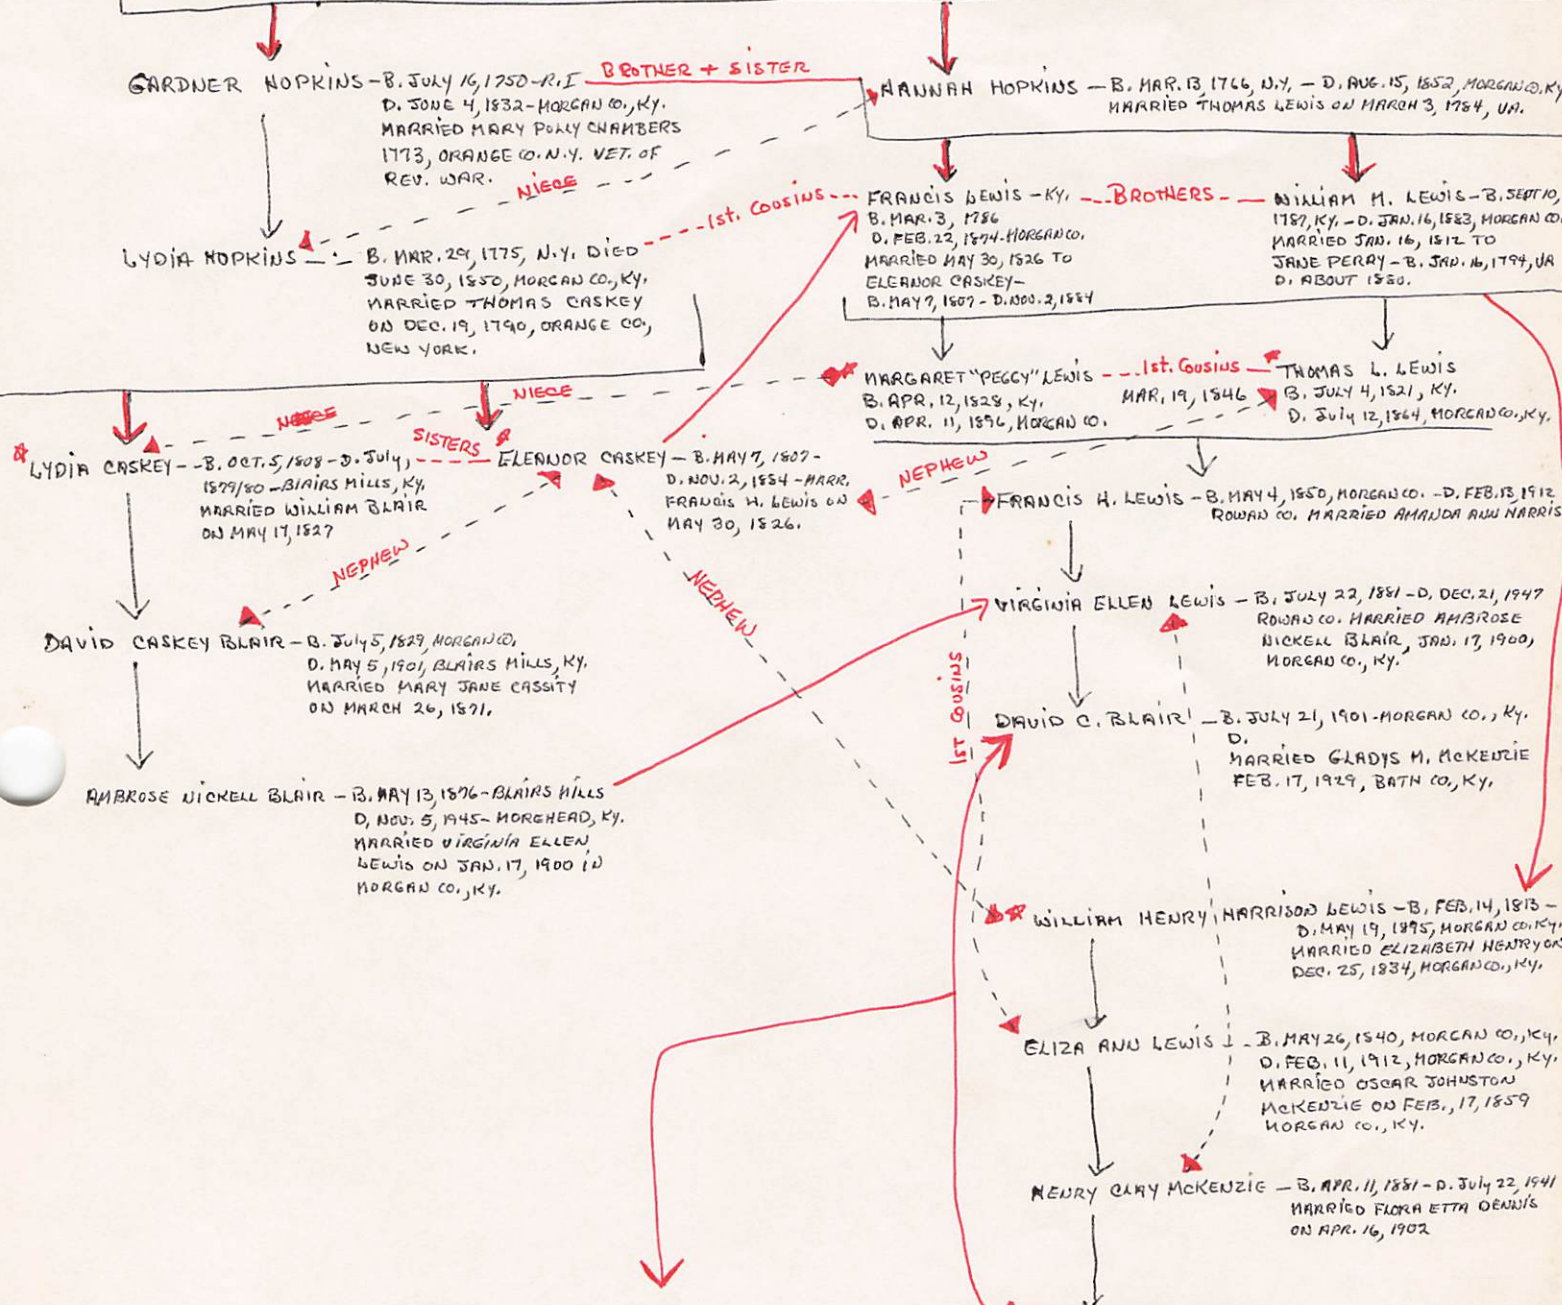 GARDNER HOPKINS – B. JULY 16, 1750 – R.I
D. JUNE 4, 1832 – MORGAN CO., KY.
MARRIED MARY POLLY CHAMBERS
1773, ORANGE CO. N.Y. VET. OF
REV. WAR.
BROTHER + SISTER
HANNAH HOPKINS — B. MAR. 13, 1766, N.Y. – D. AUG. 15, 1852, MORGAN CO. KY
MARRIED THOMAS LEWIS ON MARCH 3, 1784, VA.
NIECE
LYDIA HOPKINS – B. MAR. 29, 1775, N.Y. DIED
JUNE 30, 1850, MORGAN CO., KY.
MARRIED THOMAS CASKEY
ON DEC. 19, 1790, ORANGE CO.,
NEW YORK.
1st. COUSINS
FRANCIS LEWIS – KY.
B. MAR. 3, 1786
D. FEB. 22, 1874 – MORGAN CO.
MARRIED MAY 30, 1826 TO
ELEANOR CASKEY –
B. MAY 7, 1807 – D. NOV. 2, 1884
BROTHERS
WILLIAM M. LEWIS – B. SEPT 10,
1787, KY. – D. JAN. 16, 1883, MORGAN CO.
MARRIED JAN. 16, 1812 TO
JANE PERRY – B. JAN. 16, 1794, VA
D. ABOUT 1880.
NIECE
NIECE
MARGARET "PEGGY" LEWIS
B. APR. 12, 1828, KY.
D. APR. 11, 1896, MORGAN CO.
1st. COUSINS
MAR. 19, 1846
THOMAS L. LEWIS
B. JULY 4, 1821, KY.
D. July 12, 1864, MORGAN CO., KY.
LYDIA CASKEY – B. OCT. 5, 1808 – D. July,
1879/80 – BLAIRS MILLS, KY.
MARRIED WILLIAM BLAIR
ON MAY 17, 1827
SISTERS
ELEANOR CASKEY – B. MAY 7, 1807 –
D. NOV. 2, 1884 – MARR.
FRANCIS H. LEWIS ON
MAY 30, 1826.
NEPHEW
FRANCIS H. LEWIS – B. MAY 4, 1850, MORGAN CO. – D. FEB. 13, 1912
ROWAN CO. MARRIED AMANDA ANN HARRIS
NEPHEW
NEPHEW
VIRGINIA ELLEN LEWIS – B. JULY 22, 1881 – D. DEC. 21, 1947
ROWAN CO. MARRIED AMBROSE
NICKELL BLAIR, JAN. 17, 1900,
MORGAN CO., KY.
DAVID CASKEY BLAIR – B. July 5, 1829, MORGAN CO.
D. MAY 5, 1901, BLAIRS MILLS, KY.
MARRIED MARY JANE CASSITY
ON MARCH 26, 1871.
1ST COUSINS
DAVID C. BLAIR – B. JULY 21, 1901 – MORGAN CO., KY.
D.
MARRIED GLADYS M. MCKENZIE
FEB. 17, 1929, BATH CO., KY.
AMBROSE NICKELL BLAIR – B. MAY 13, 1876 – BLAIRS MILLS
D. NOV. 5, 1945 – MOREHEAD, KY.
MARRIED VIRGINIA ELLEN
LEWIS ON JAN. 17, 1900 IN
MORGAN CO., KY.
WILLIAM HENRY HARRISON LEWIS – B. FEB. 14, 1813 –
D. MAY 19, 1895, MORGAN CO. KY.
MARRIED ELIZABETH HENRY ON
DEC. 25, 1834, MORGAN CO., KY.
ELIZA ANN LEWIS – B. MAY 26, 1840, MORGAN CO., KY.
D. FEB. 11, 1912, MORGAN CO., KY.
MARRIED OSCAR JOHNSTON
MCKENZIE ON FEB., 17, 1859
MORGAN CO., KY.
HENRY CLAY MCKENZIE – B. APR. 11, 1881 – D. July 22, 1941
MARRIED FLORA ETTA DENNIS
ON APR. 16, 1902